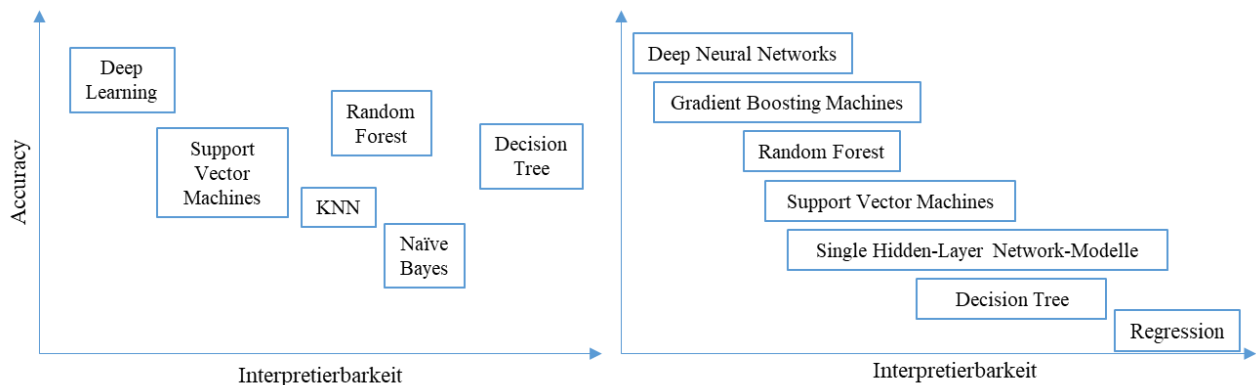 Accuracy
Deep
Learning
Support
Vector
Machines
Random
Forest
KNN
Naïve
Bayes
Decision
Tree
Interpretierbarkeit
Deep Neural Networks
Gradient Boosting Machines
Random Forest
Support Vector Machines
Single Hidden-Layer Network-Modelle
Decision Tree
Regression
Interpretierbarkeit